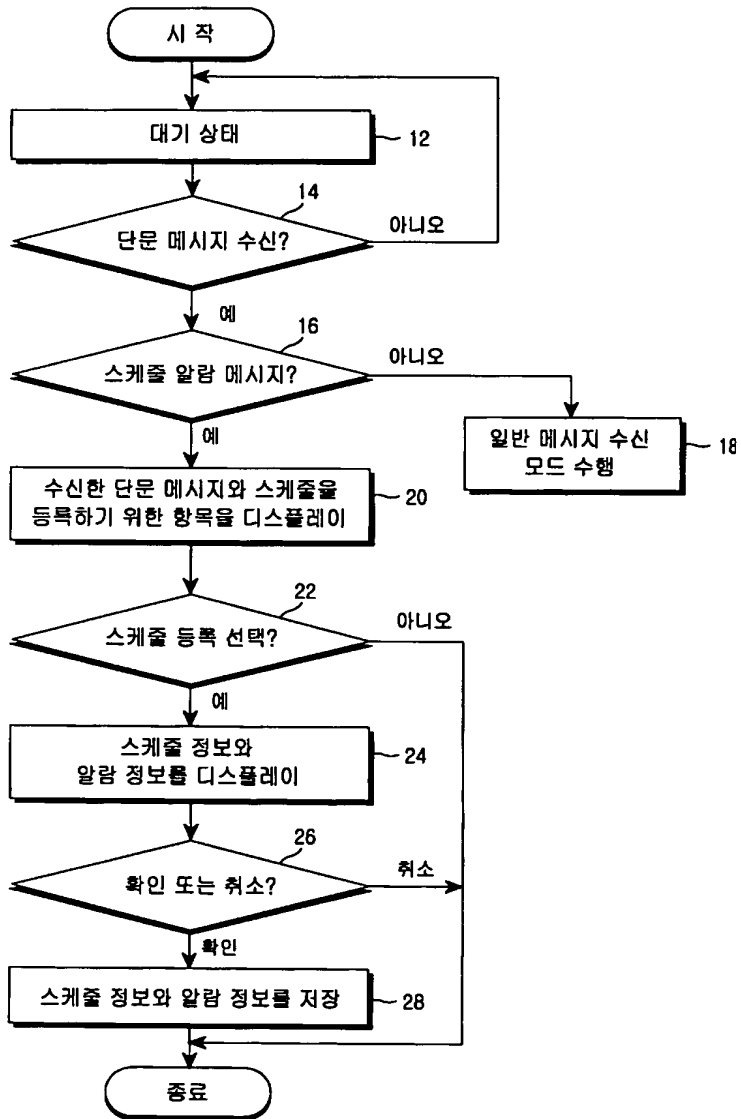 시 작
대기 상태
12
14
단문 메시지 수신?
아니오
예
16
스케줄 알람 메시지?
아니오
예
일반 메시지 수신
모드 수행
18
수신한 단문 메시지와 스케줄을
등록하기 위한 항목을 디스플레이
20
22
스케줄 등록 선택?
아니오
예
스케줄 정보와
알람 정보를 디스플레이
24
26
확인 또는 취소?
취소
확인
스케줄 정보와 알람 정보를 저장
28
종료